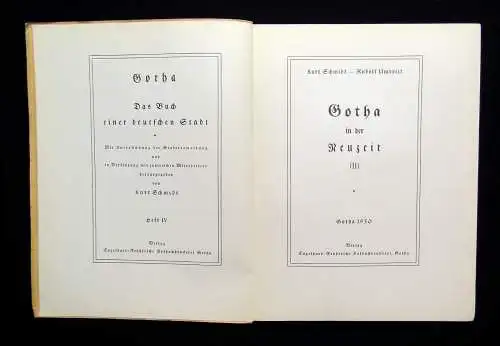 Gotha
Das Buch
einer deutschen Stadt
Mit Unterstützung der Stadtverwaltung
und
in Verbindung mit zahlreichen Mitarbeitern
herausgegeben
von
Kurt Schmidt
Heft IV
Verlag
Engelhard-Reyhersche Hofbuchdruckerei Gotha
Kurt Schmidt – Rudolf
Gotha
in der
Neuzeit
Gotha 1930
Verlag
Engelhard-Reyhersche Hofbuchdruckerei, Gotha